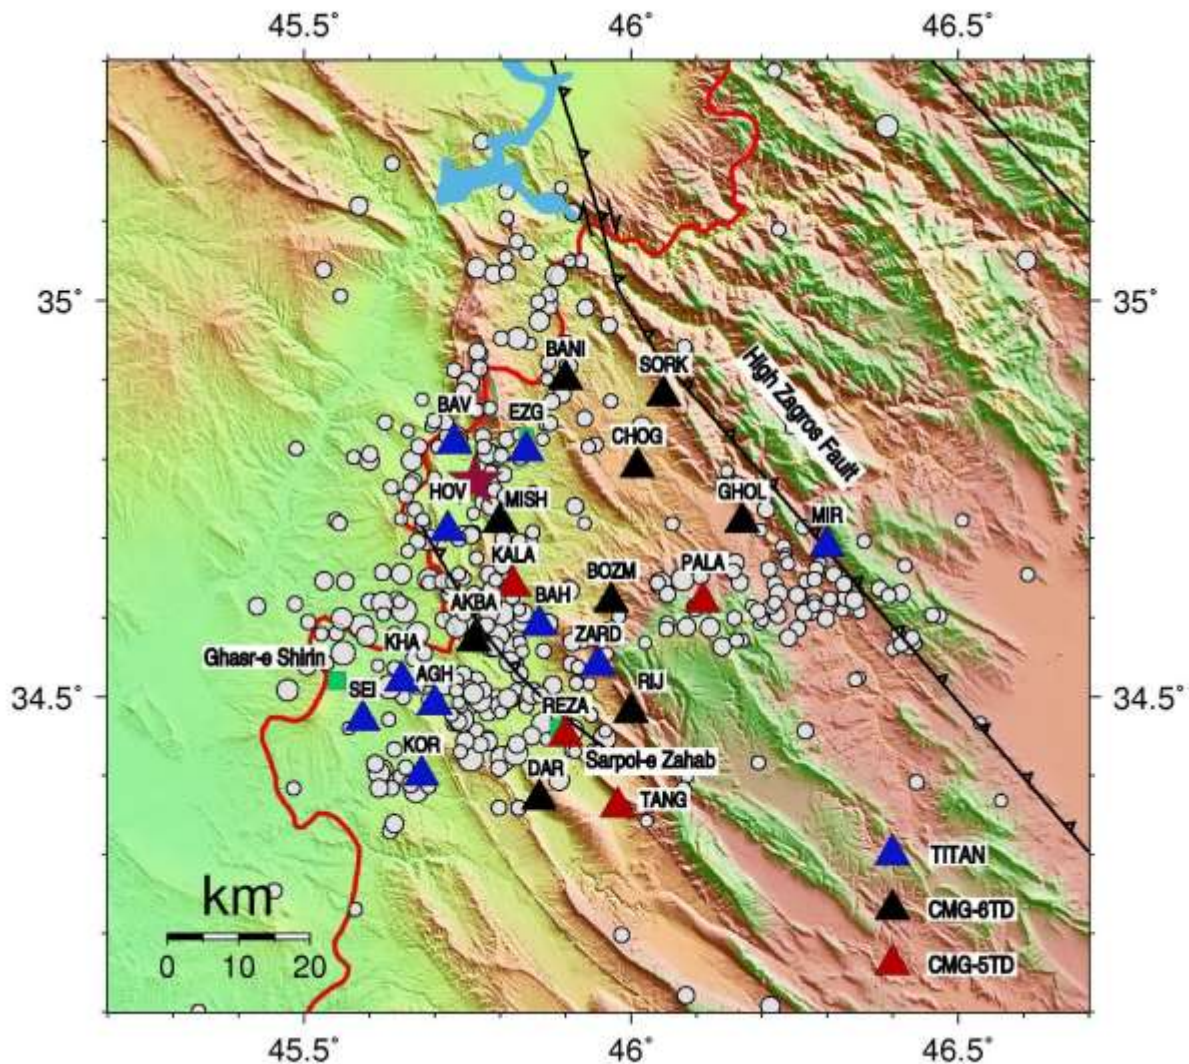 45.5˚ 46˚ 46.5˚
35˚ 35˚
BANI
SORK
High Zagros Fault
BAV
EZG
CHOG
HOV
MISH
GHOL
MIR
KALA
BOZM
PALA
AKBA
BAH
ZARD
KHA
Ghasr-e Shirin
AGH
SEI
RIJ
34.5˚ 34.5˚
REZA
KOR
Sarpol-e Zahab
DAR
TANG
TITAN
km
CMG-6TD
0 10 20
CMG-5TD
45.5˚ 46˚ 46.5˚